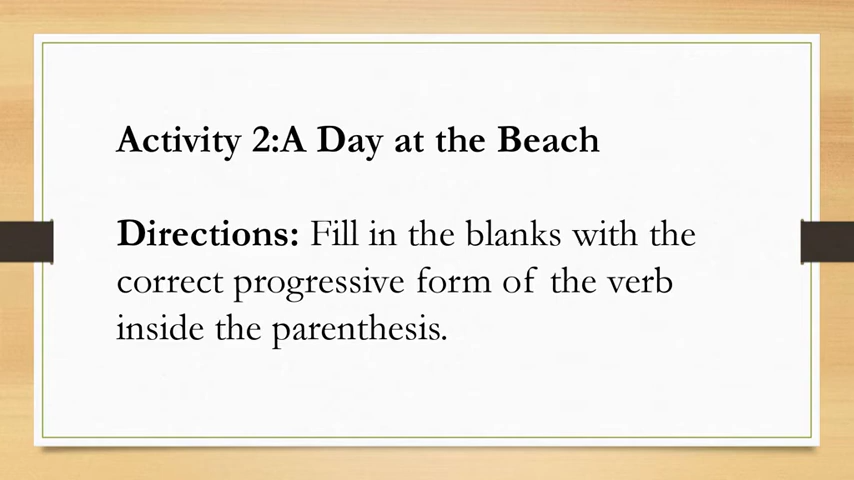 Activity 2:A Day at the Beach
Directions: Fill in the blanks with the
correct progressive form of the verb
inside the parenthesis.